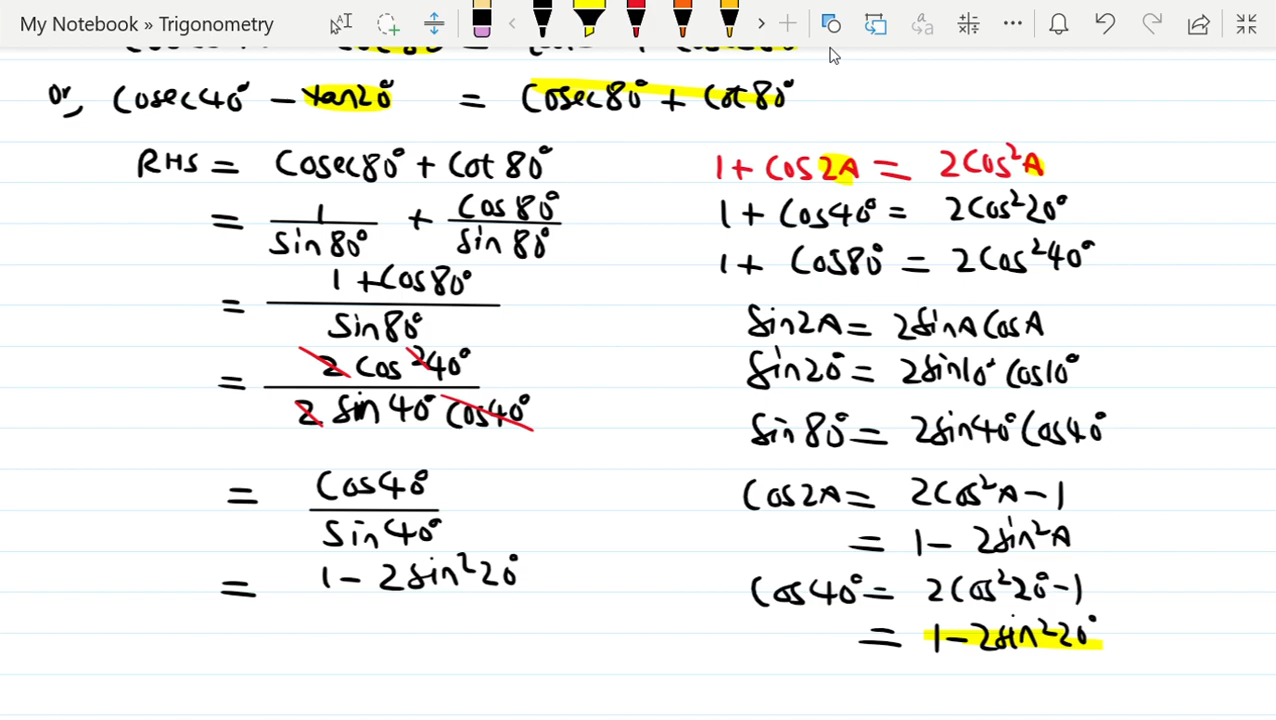 My Notebook » Trigonometry
Or, Cosec40° - tan20° = Cosec80° + Cot80°
RHS = Cosec80° + Cot 80°
= 1/Sin80° + Cos80°/Sin80°
= 1+Cos80°/Sin80°
= 2 Cos²40°/2 Sin 40° Cos40°
= Cos40°/Sin40°
= 1 - 2Sin²20°
1 + Cos2A = 2Cos²A
1 + Cos40° = 2Cos²20°
1 + Cos80° = 2Cos²40°
Sin2A = 2SinA CosA
Sin20° = 2Sin10° Cos10°
Sin80° = 2Sin40° Cos40°
Cos2A = 2Cos²A - 1
= 1 - 2Sin²A
Cos40° = 2Cos²20° - 1
= 1 - 2Sin²20°